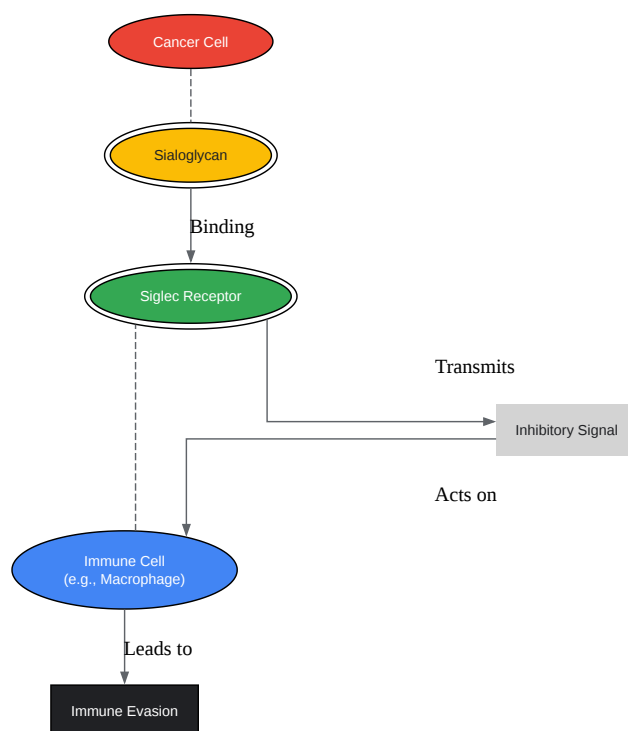 Cancer Cell
Sialoglycan
Binding
Siglec Receptor
Transmits
Inhibitory Signal
Acts on
Immune Cell
(e.g., Macrophage)
Leads to
Immune Evasion